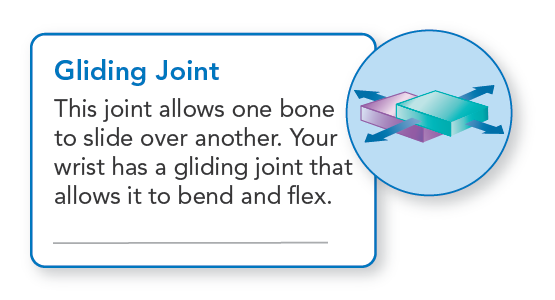 Gliding Joint
This joint allows one bone
to slide over another. Your
wrist has a gliding joint that
allows it to bend and flex.